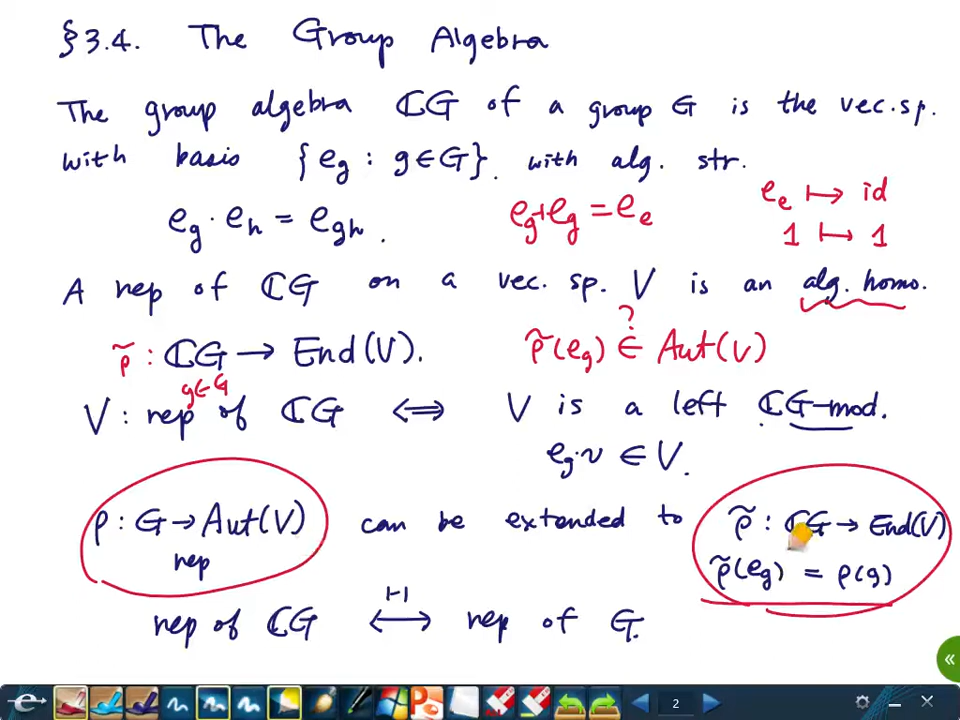 §3.4. The Group Algebra
The group algebra ℂG of a group G is the vec.sp.
with basis {e_g : g∈G}. with alg. str.
e_g · e_h = e_gh.
e_g+e_g = e_e
e_e ↦ id
1 ↦ 1
A rep of ℂG on a vec. sp. V is an alg. homo.
ρ̃ : ℂG → End(V).
ρ̃(e_g) ∈ Aut(V)
?
g∈G
V : rep of ℂG ⟺ V is a left ℂG-mod.
e_g·v ∈ V.
ρ : G → Aut(V) can be extended to ρ̃ : ℂG → End(V)
rep
ρ̃(e_g) = ρ(g)
rep of ℂG ⟷ rep of G.
1-1
2